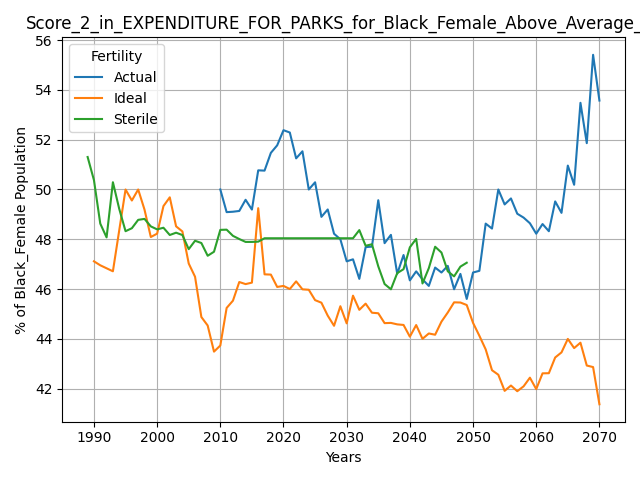 Score_2_in_EXPENDITURE_FOR_PARKS_for_Black_Female_Above_Average_
Fertility
Actual
Ideal
Sterile
% of Black_Female Population
56
54
52
50
48
46
44
42
1990 2000 2010 2020 2030 2040 2050 2060 2070
Years